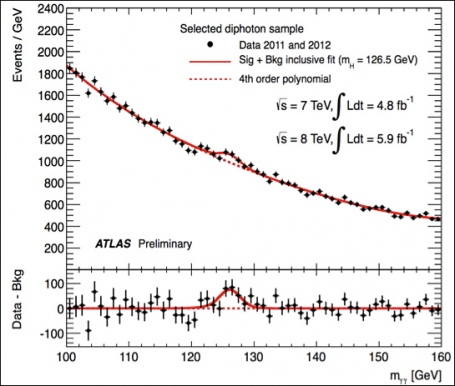 Events / GeV
2400
2200
2000
1800
1600
1400
1200
1000
800
600
400
200
Selected diphoton sample
Data 2011 and 2012
Sig + Bkg inclusive fit (mH = 126.5 GeV)
4th order polynomial
√s = 7 TeV, ∫ Ldt = 4.8 fb⁻¹
√s = 8 TeV, ∫ Ldt = 5.9 fb⁻¹
ATLAS Preliminary
Data - Bkg
100
0
-100
100 110 120 130 140 150 160
mγγ [GeV]